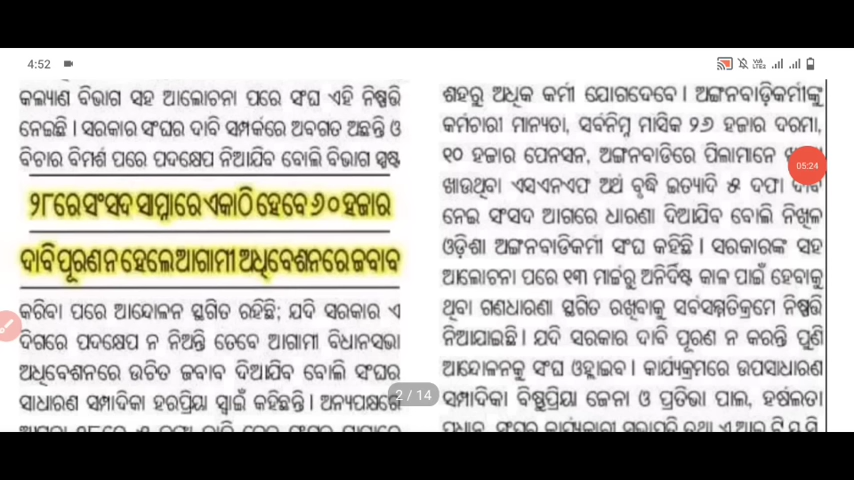 4:52
05:24
କଲ୍ୟାଣ ବିଭାଗ ସହ ଆଲୋଚନା ପରେ ସଂଘ ଏହି ନିଷ୍ପତ୍ତି
ନେଇଛି । ସରକାର ସଂଘର ଦାବି ସମ୍ପର୍କରେ ଅବଗତ ଅଛନ୍ତି ଓ
ବିଚାର ବିମର୍ଶ ପରେ ପଦକ୍ଷେପ ନିଆଯିବ ବୋଲି ବିଭାଗ ସ୍ପଷ୍ଟ
୨୮ରେ ସଂସଦ ସାମ୍ନାରେ ଏକାଠି ହେବେ ୬୦ ହଜାର
ଦାବି ପୂରଣ ନ ହେଲେ ଆଗାମୀ ଅଧିବେଶନରେ ଜବାବ
କରିବା ପରେ ଆନ୍ଦୋଳନ ସ୍ଥଗିତ ରହିଛି; ଯଦି ସରକାର ଏ
ଦିଗରେ ପଦକ୍ଷେପ ନ ନିଅନ୍ତି ତେବେ ଆଗାମୀ ବିଧାନସଭା
ଅଧିବେଶନରେ ଉଚିତ ଜବାବ ଦିଆଯିବ ବୋଲି ସଂଘର
ସାଧାରଣ ସମ୍ପାଦିକା ହରପ୍ରିୟା ସ୍ୱାଇଁ କହିଛନ୍ତି । ଅନ୍ୟପକ୍ଷରେ
ଶହରୁ ଅଧିକ କର୍ମୀ ଯୋଗଦେବେ । ଅଙ୍ଗନବାଡ଼ିକର୍ମୀଙ୍କୁ
କର୍ମଚାରୀ ମାନ୍ୟତା, ସର୍ବନିମ୍ନ ମାସିକ ୨୬ ହଜାର ଦରମା,
୧୦ ହଜାର ପେନସନ, ଅଙ୍ଗନବାଡିରେ ପିଲାମାନେ
ଖାଉଥିବା ଏସଏନଏଫ ଅର୍ଥ ବୃଦ୍ଧି ଇତ୍ୟାଦି ୫ ଦଫା ଦାବି
ନେଇ ସଂସଦ ଆଗରେ ଧାରଣା ଦିଆଯିବ ବୋଲି ନିଖିଳ
ଓଡ଼ିଶା ଅଙ୍ଗନବାଡିକର୍ମୀ ସଂଘ କହିଛି । ସରକାରଙ୍କ ସହ
ଆଲୋଚନା ପରେ ୧୩ ମାର୍ଚ୍ଚରୁ ଅନିର୍ଦ୍ଦିଷ୍ଟ କାଳ ପାଇଁ ହେବାକୁ
ଥିବା ଗଣଧାରଣା ସ୍ଥଗିତ ରଖିବାକୁ ସର୍ବସମ୍ମତିକ୍ରମେ ନିଷ୍ପତ୍ତି
ନିଆଯାଇଛି । ଯଦି ସରକାର ଦାବି ପୂରଣ ନ କରନ୍ତି ପୁଣି
ଆନ୍ଦୋଳନକୁ ସଂଘ ଓହ୍ଲାଇବ । କାର୍ଯ୍ୟକ୍ରମରେ ଉପସାଧାରଣ
ସମ୍ପାଦିକା ବିଷ୍ଣୁପ୍ରିୟା ଜେନା ଓ ପ୍ରତିଭା ପାଲ, ହର୍ଷଲତା
2 / 14